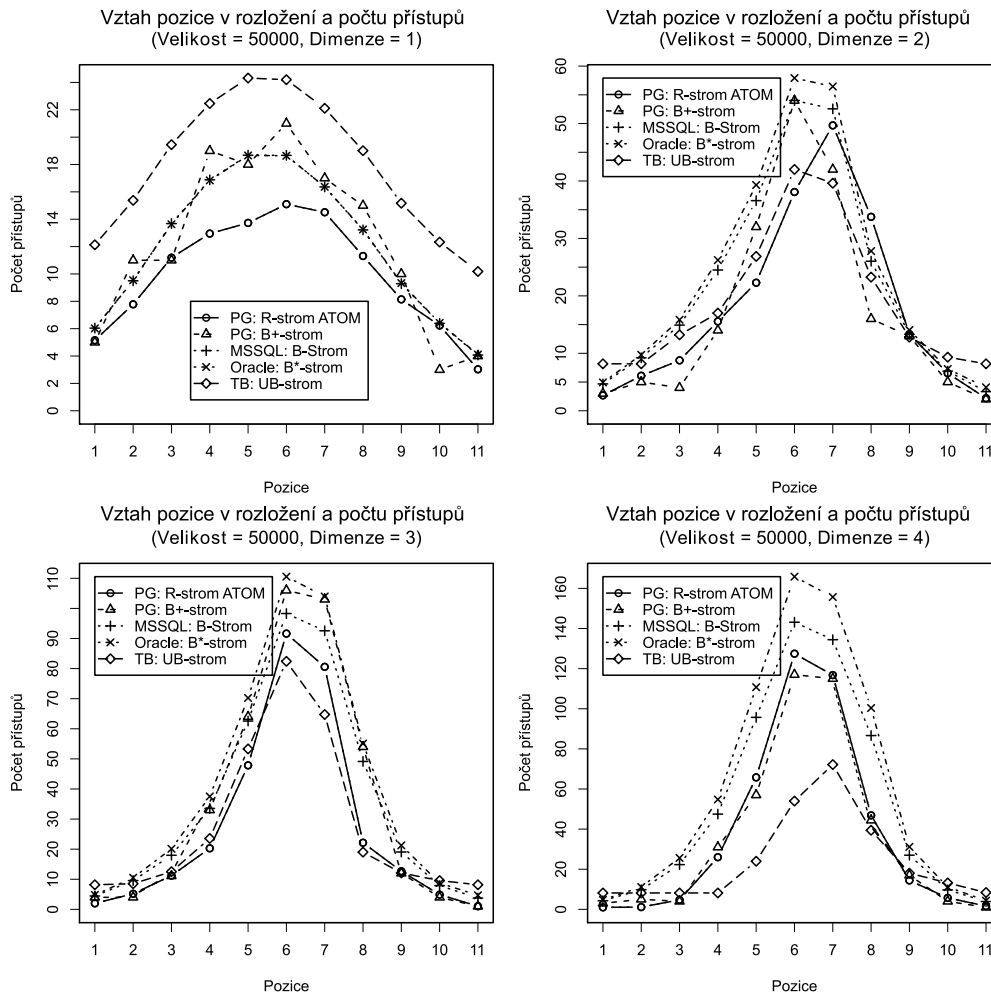 Vztah pozice v rozložení a počtu přístupů
(Velikost = 50000, Dimenze = 1)
Počet přístupů
0 2 4 6 8 10 14 18 22
PG: R-strom ATOM
PG: B+-strom
MSSQL: B-Strom
Oracle: B*-strom
TB: UB-strom
1 2 3 4 5 6 7 8 9 10 11
Pozice
Vztah pozice v rozložení a počtu přístupů
(Velikost = 50000, Dimenze = 2)
Počet přístupů
0 5 10 20 30 40 50 60
PG: R-strom ATOM
PG: B+-strom
MSSQL: B-Strom
Oracle: B*-strom
TB: UB-strom
1 2 3 4 5 6 7 8 9 10 11
Pozice
Vztah pozice v rozložení a počtu přístupů
(Velikost = 50000, Dimenze = 3)
Počet přístupů
0 10 20 30 40 50 60 70 80 90 110
PG: R-strom ATOM
PG: B+-strom
MSSQL: B-Strom
Oracle: B*-strom
TB: UB-strom
1 2 3 4 5 6 7 8 9 10 11
Pozice
Vztah pozice v rozložení a počtu přístupů
(Velikost = 50000, Dimenze = 4)
Počet přístupů
0 20 40 60 80 100 120 140 160
PG: R-strom ATOM
PG: B+-strom
MSSQL: B-Strom
Oracle: B*-strom
TB: UB-strom
1 2 3 4 5 6 7 8 9 10 11
Pozice